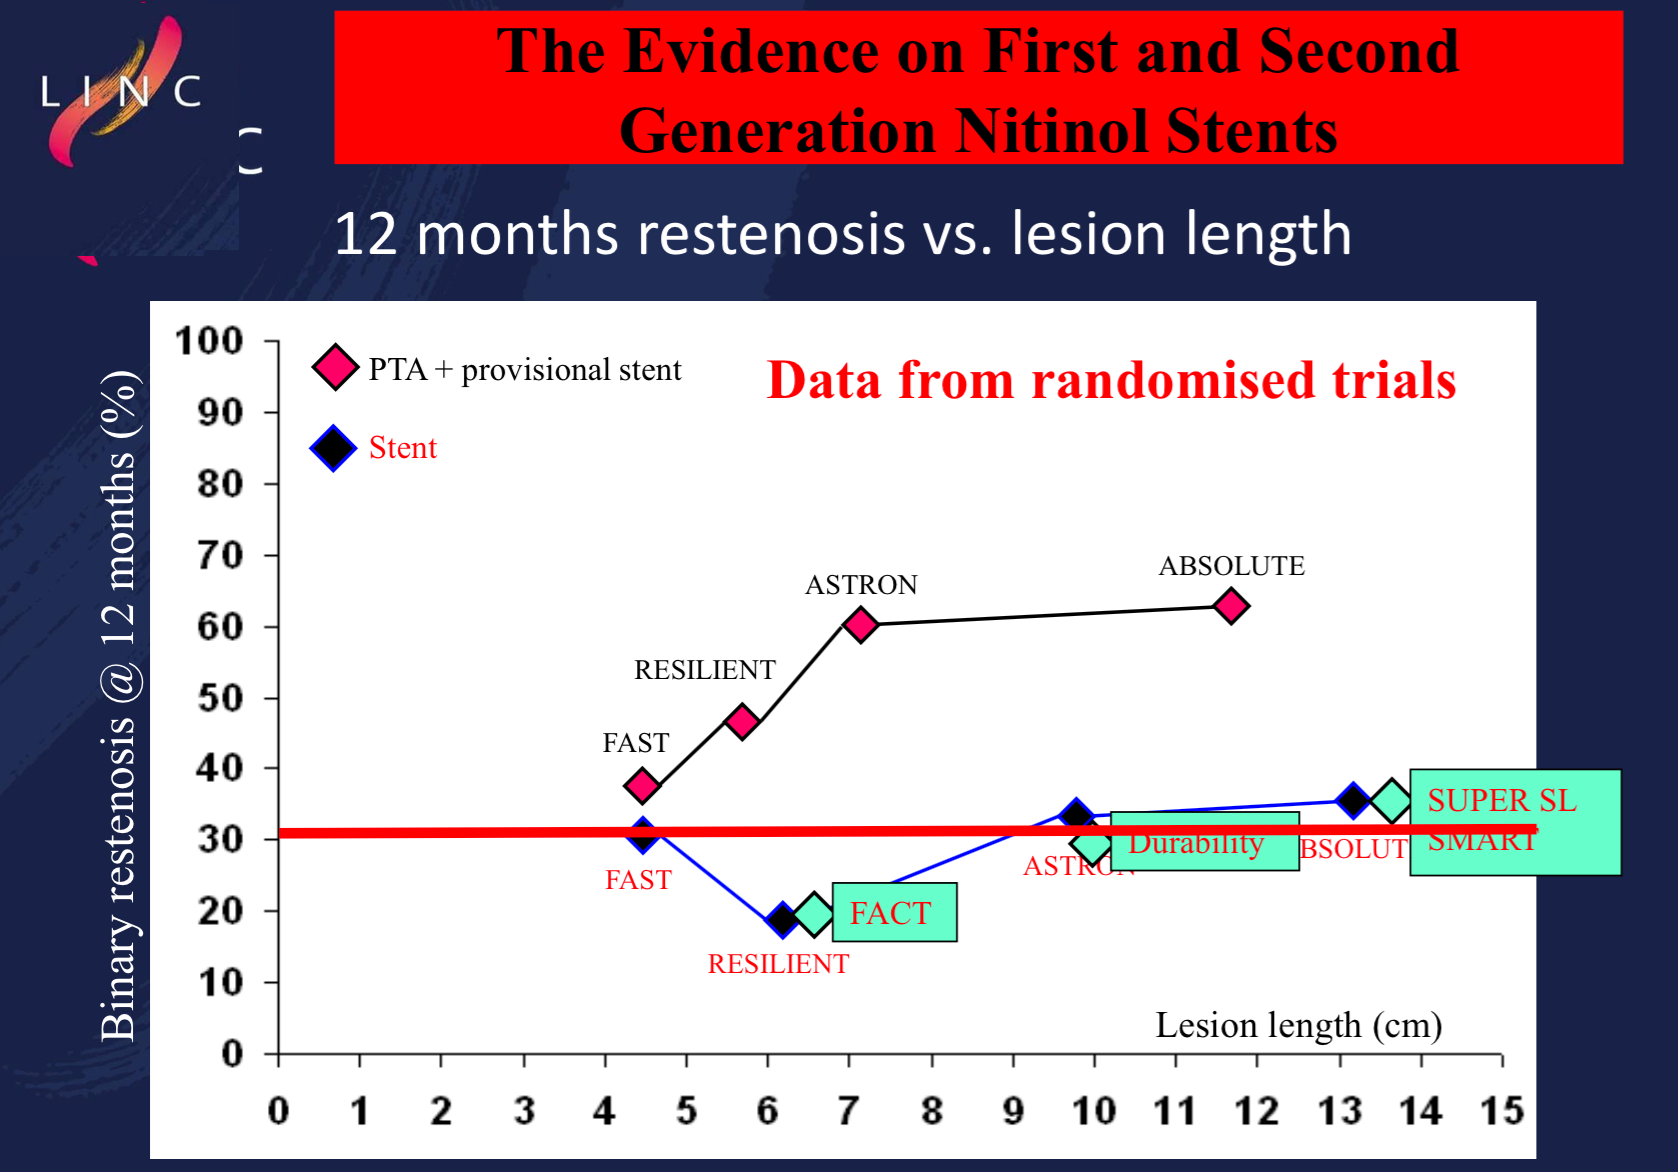 LINC
C
The Evidence on First and Second
Generation Nitinol Stents
12 months restenosis vs. lesion length
Binary restenosis @ 12 months (%)
100
90
80
70
60
50
40
30
20
10
0
PTA + provisional stent
Stent
Data from randomised trials
ABSOLUTE
ASTRON
RESILIENT
FAST
SUPER SL
SMART
Durability
BSOLUT
ASTRON
FAST
FACT
RESILIENT
Lesion length (cm)
0 1 2 3 4 5 6 7 8 9 10 11 12 13 14 15